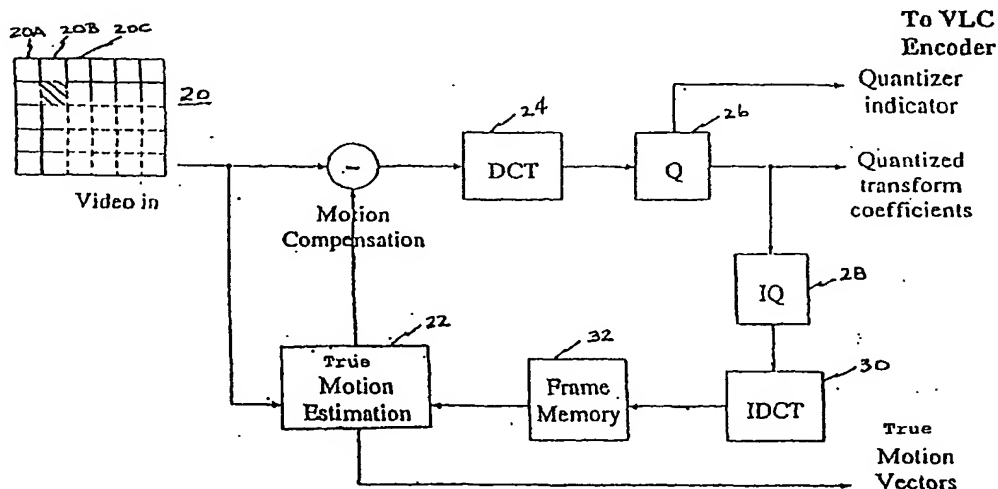 To VLC
Encoder
20A 20B 20C
20
Video in
Quantizer
indicator
24
DCT
26
Q
Quantized
transform
coefficients
-
Motion
Compensation
28
IQ
22
True
Motion
Estimation
32
Frame
Memory
30
IDCT
True
Motion
Vectors